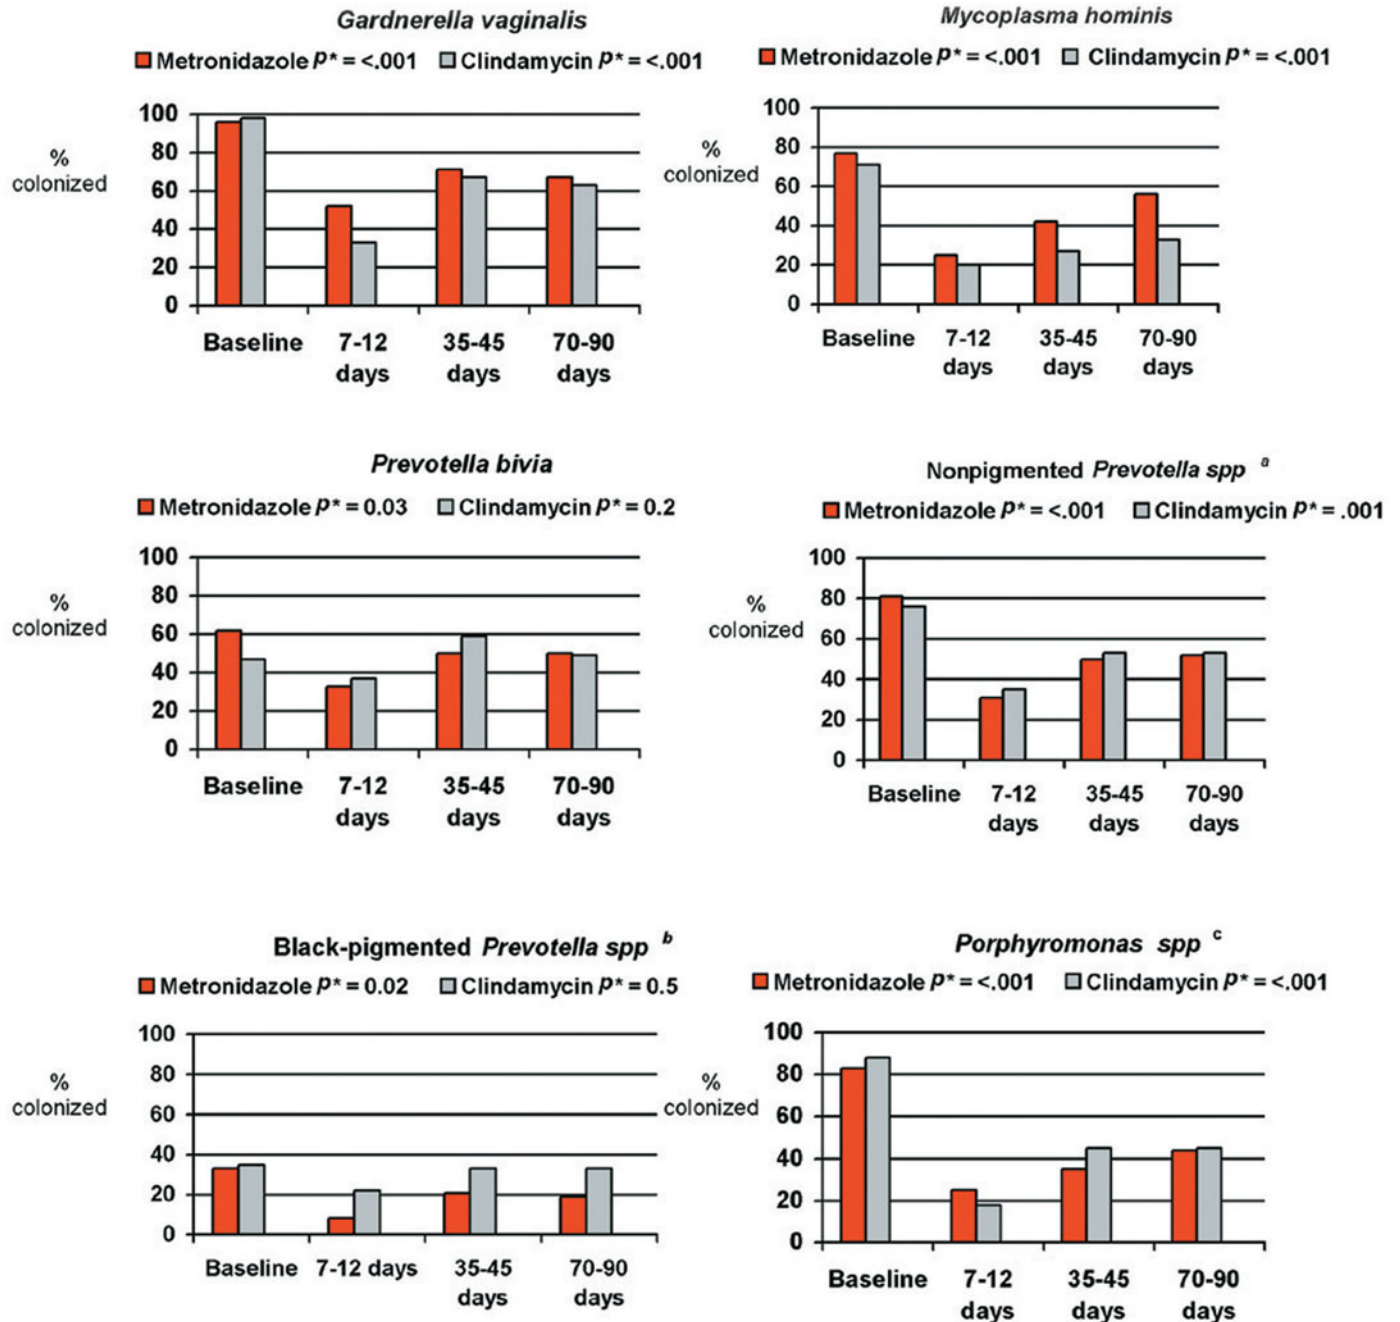 Gardnerella vaginalis
Metronidazole p* = <.001 Clindamycin p* = <.001
100
80
60
40
20
0
%
colonized
Baseline 7-12 days 35-45 days 70-90 days
Mycoplasma hominis
Metronidazole p* = <.001 Clindamycin p* = <.001
100
80
60
40
20
0
%
colonized
Baseline 7-12 days 35-45 days 70-90 days
Prevotella bivia
Metronidazole p* = 0.03 Clindamycin p* = 0.2
100
80
60
40
20
0
%
colonized
Baseline 7-12 days 35-45 days 70-90 days
Nonpigmented Prevotella spp a
Metronidazole p* = <.001 Clindamycin p* = .001
100
80
60
40
20
0
%
colonized
Baseline 7-12 days 35-45 days 70-90 days
Black-pigmented Prevotella spp b
Metronidazole p* = 0.02 Clindamycin p* = 0.5
100
80
60
40
20
0
%
colonized
Baseline 7-12 days 35-45 days 70-90 days
Porphyromonas spp c
Metronidazole p* = <.001 Clindamycin p* = <.001
100
80
60
40
20
0
%
colonized
Baseline 7-12 days 35-45 days 70-90 days